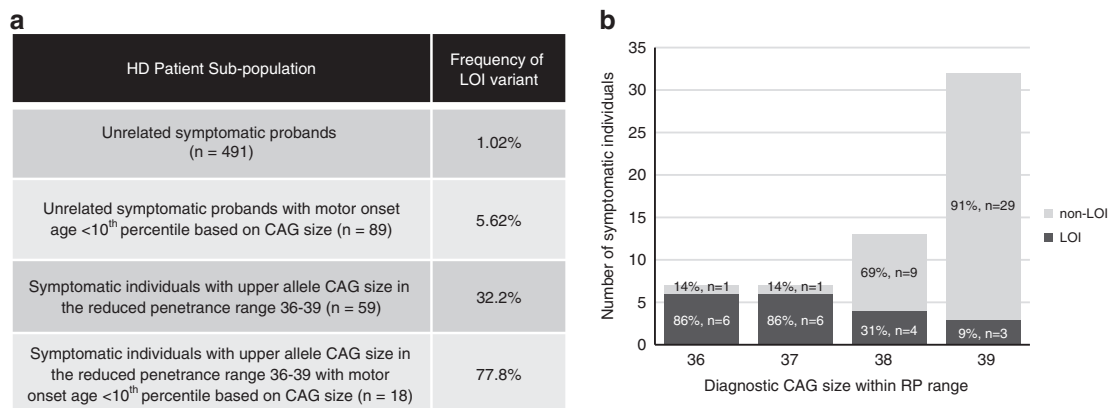 a
HD Patient Sub-population
Frequency of
LOI variant
Unrelated symptomatic probands
(n = 491)
1.02%
Unrelated symptomatic probands with motor onset
age <10th percentile based on CAG size (n = 89)
5.62%
Symptomatic individuals with upper allele CAG size in
the reduced penetrance range 36-39 (n = 59)
32.2%
Symptomatic individuals with upper allele CAG size in
the reduced penetrance range 36-39 with motor
onset age <10th percentile based on CAG size (n = 18)
77.8%
b
Number of symptomatic individuals
35
30
25
20
15
10
5
0
14%, n=1
86%, n=6
14%, n=1
86%, n=6
69%, n=9
31%, n=4
91%, n=29
9%, n=3
36
37
38
39
Diagnostic CAG size within RP range
non-LOI
LOI